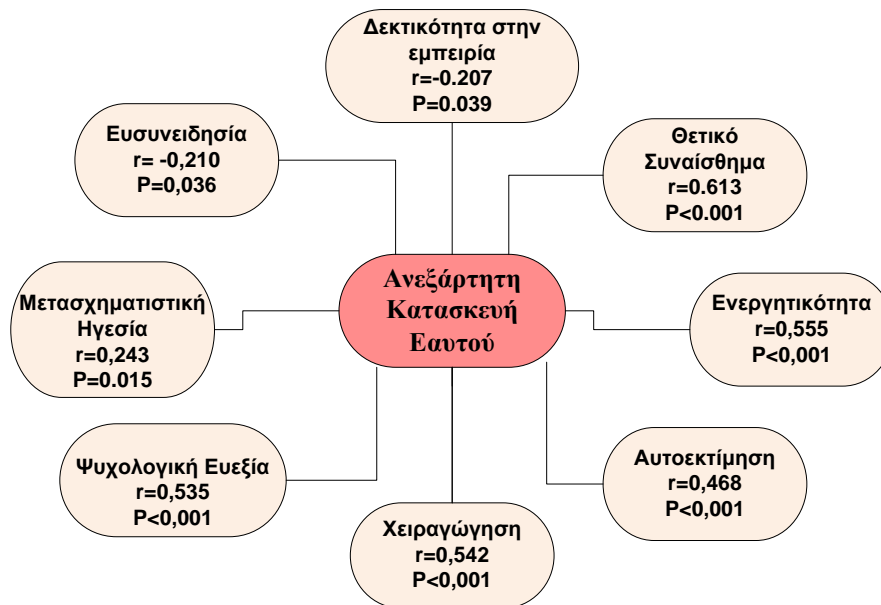 Δεκτικότητα στην
εμπειρία
r=-0.207
P=0.039
Ευσυνειδησία
r= -0,210
P=0,036
Θετικό
Συναίσθημα
r=0.613
P<0.001
Ανεξάρτητη
Κατασκευή
Εαυτού
Μετασχηματιστική
Ηγεσία
r=0,243
P=0.015
Ενεργητικότητα
r=0,555
P<0,001
Ψυχολογική Ευεξία
r=0,535
P<0,001
Αυτοεκτίμηση
r=0,468
P<0,001
Χειραγώγηση
r=0,542
P<0,001